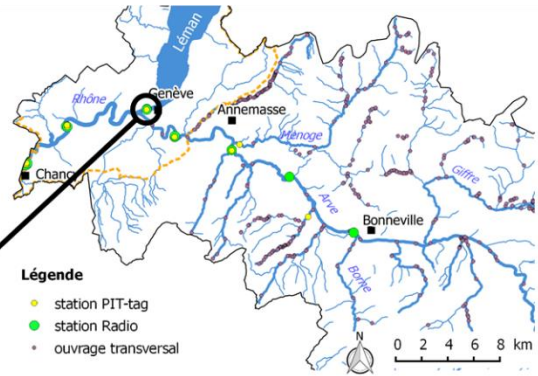 Léman
Genève
Rhône
Annemasse
Menoge
Chancy
Giffre
Arve
Bonneville
Borne
Légende
station PIT-tag
station Radio
ouvrage transversal
0 2 4 6 8 km